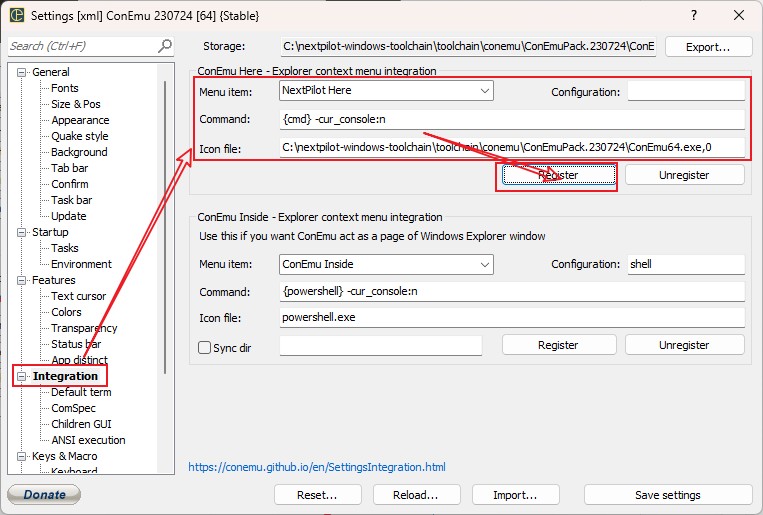 Settings [xml] ConEmu 230724 [64] {Stable}
?
Search (Ctrl+F)
Storage: C:\nextpilot-windows-toolchain\toolchain\conemu\ConEmuPack.230724\ConE Export...
General
Fonts
Size & Pos
Appearance
Quake style
Background
Tab bar
Confirm
Task bar
Update
Startup
Tasks
Environment
Features
Text cursor
Colors
Transparency
Status bar
App distinct
Integration
Default term
ComSpec
Children GUI
ANSI execution
Keys & Macro
Keyboard
ConEmu Here - Explorer context menu integration
Menu item: NextPilot Here Configuration:
Command: {cmd} -cur_console:n
Icon file: C:\nextpilot-windows-toolchain\toolchain\conemu\ConEmuPack.230724\ConEmu64.exe,0
Register Unregister
ConEmu Inside - Explorer context menu integration
Use this if you want ConEmu act as a page of Windows Explorer window
Menu item: ConEmu Inside Configuration: shell
Command: {powershell} -cur_console:n
Icon file: powershell.exe
Sync dir Register Unregister
https://conemu.github.io/en/SettingsIntegration.html
Donate Reset... Reload... Import... Save settings